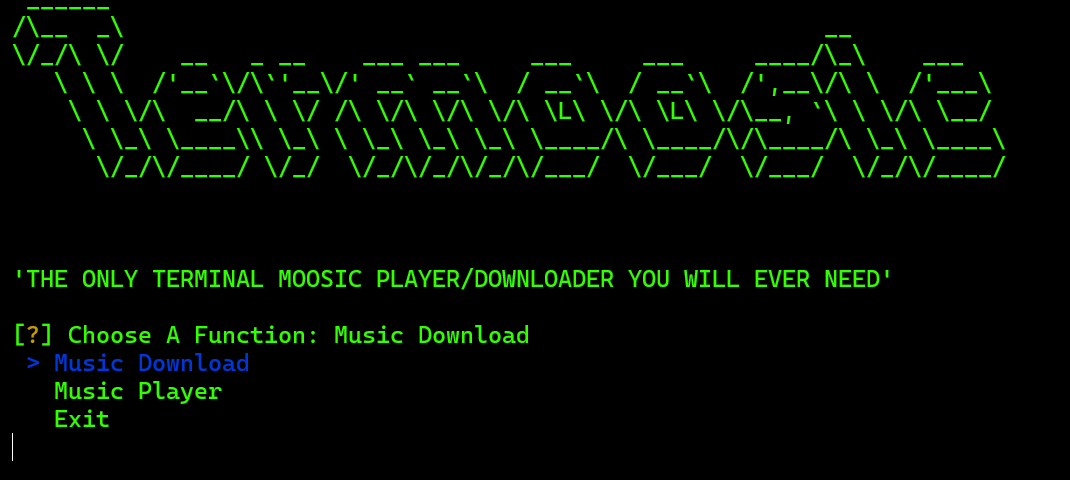 Termoosic
'THE ONLY TERMINAL MOOSIC PLAYER/DOWNLOADER YOU WILL EVER NEED'
[?] Choose A Function: Music Download
> Music Download
Music Player
Exit